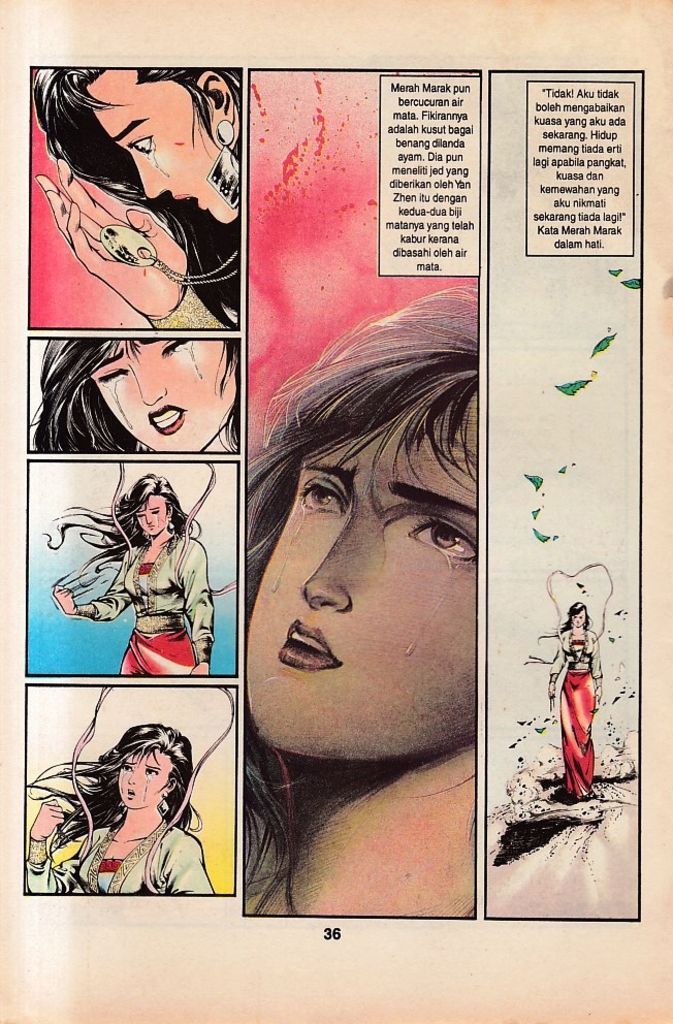 Merah Marak pun
bercucuran air
mata. Fikirannya
adalah kusut bagai
benang dilanda
ayam. Dia pun
meneliti jed yang
diberikan oleh Yan
Zhen itu dengan
kedua-dua biji
matanya yang telah
kabur kerana
dibasahi oleh air
mata.
"Tidak! Aku tidak
boleh mengabaikan
kuasa yang aku ada
sekarang. Hidup
memang tiada erti
lagi apabila pangkat,
kuasa dan
kemewahan yang
aku nikmati
sekarang tiada lagi!"
Kata Merah Marak
dalam hati.
36